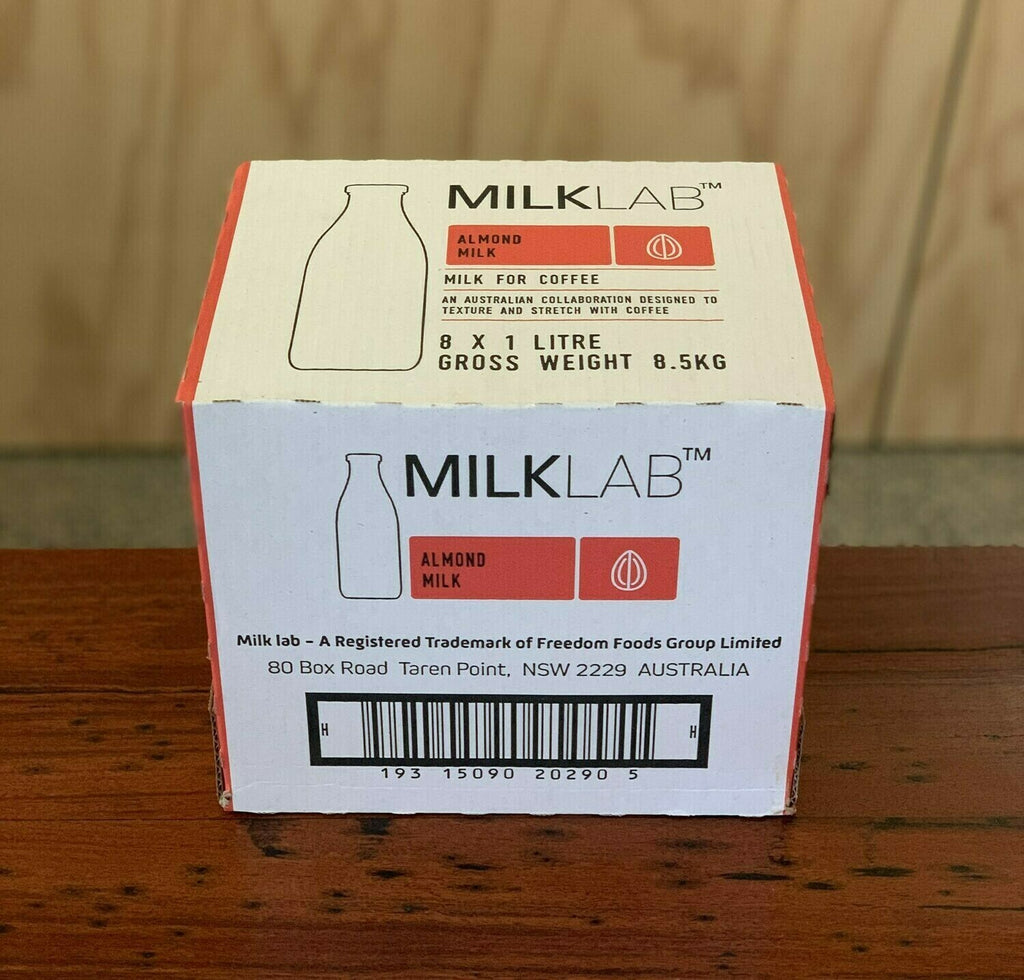 MILKLAB™
ALMOND
MILK
MILK FOR COFFEE
AN AUSTRALIAN COLLABORATION DESIGNED TO
TEXTURE AND STRETCH WITH COFFEE
8 X 1 LITRE
GROSS WEIGHT 8.5KG
MILKLAB™
ALMOND
MILK
Milk lab – A Registered Trademark of Freedom Foods Group Limited
80 Box Road Taren Point, NSW 2229 AUSTRALIA
H H
193 15090 20290 5